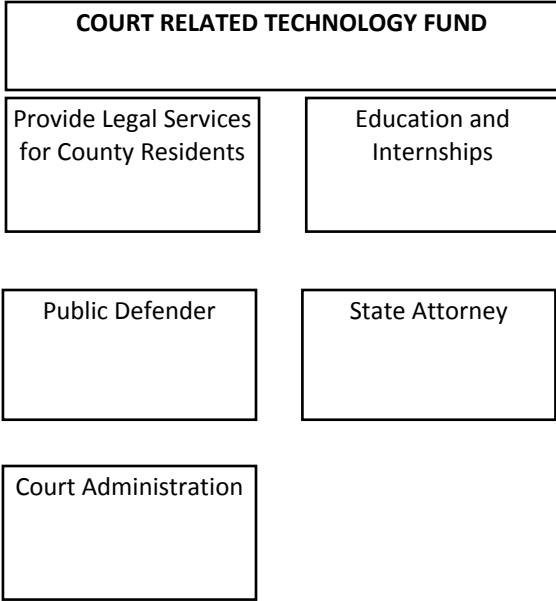 COURT RELATED TECHNOLOGY FUND
Provide Legal Services
for County Residents
Education and
Internships
Public Defender
State Attorney
Court Administration